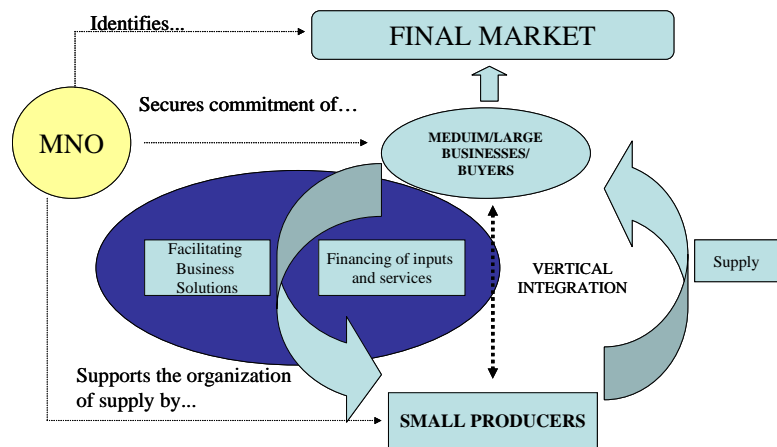 Identifies...
FINAL MARKET
Secures commitment of…
MNO
MEDUIM/LARGE
BUSINESSES/
BUYERS
Facilitating
Business
Solutions
Financing of inputs
and services
VERTICAL
INTEGRATION
Supply
Supports the organization
of supply by...
SMALL PRODUCERS